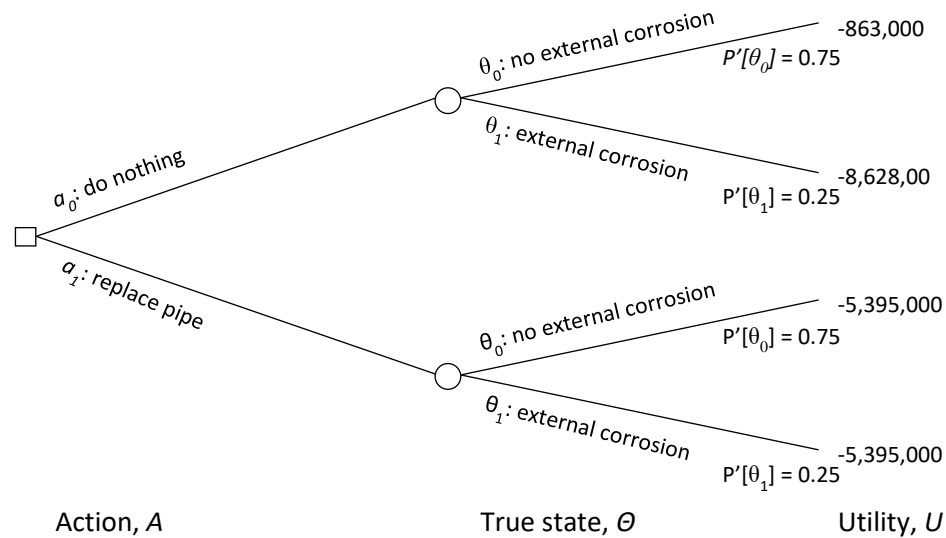 θ₀: no external corrosion
-863,000
P'[θ₀] = 0.75
θ₁: external corrosion
-8,628,00
P'[θ₁] = 0.25
a₀: do nothing
a₁: replace pipe
θ₀: no external corrosion
-5,395,000
P'[θ₀] = 0.75
θ₁: external corrosion
-5,395,000
P'[θ₁] = 0.25
Action, A True state, Θ Utility, U